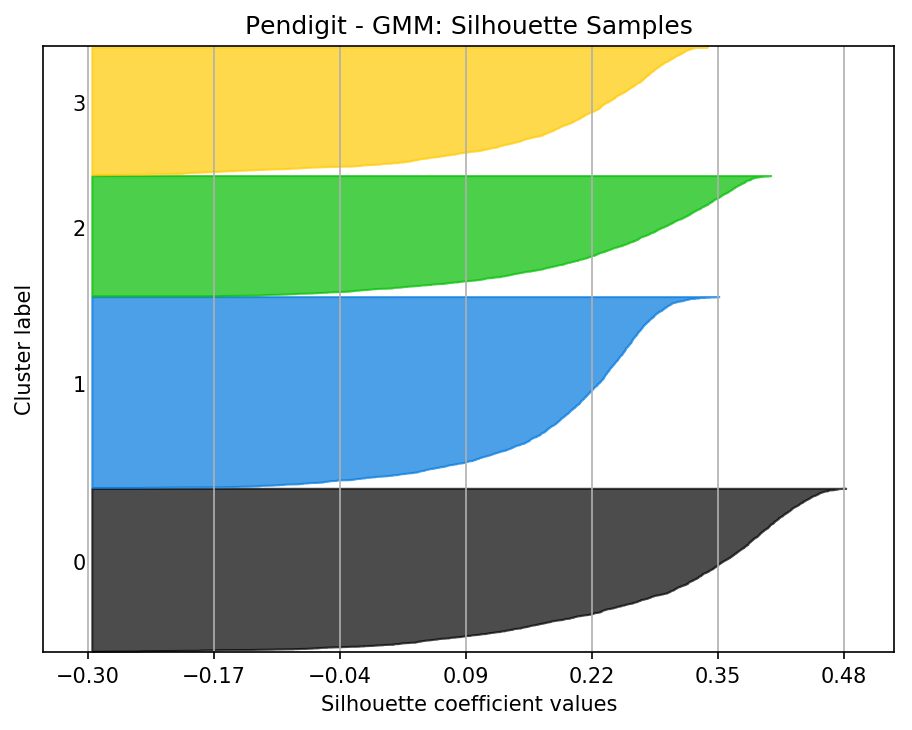 Pendigit - GMM: Silhouette Samples
3
2
1
0
Cluster label
−0.30 −0.17 −0.04 0.09 0.22 0.35 0.48
Silhouette coefficient values